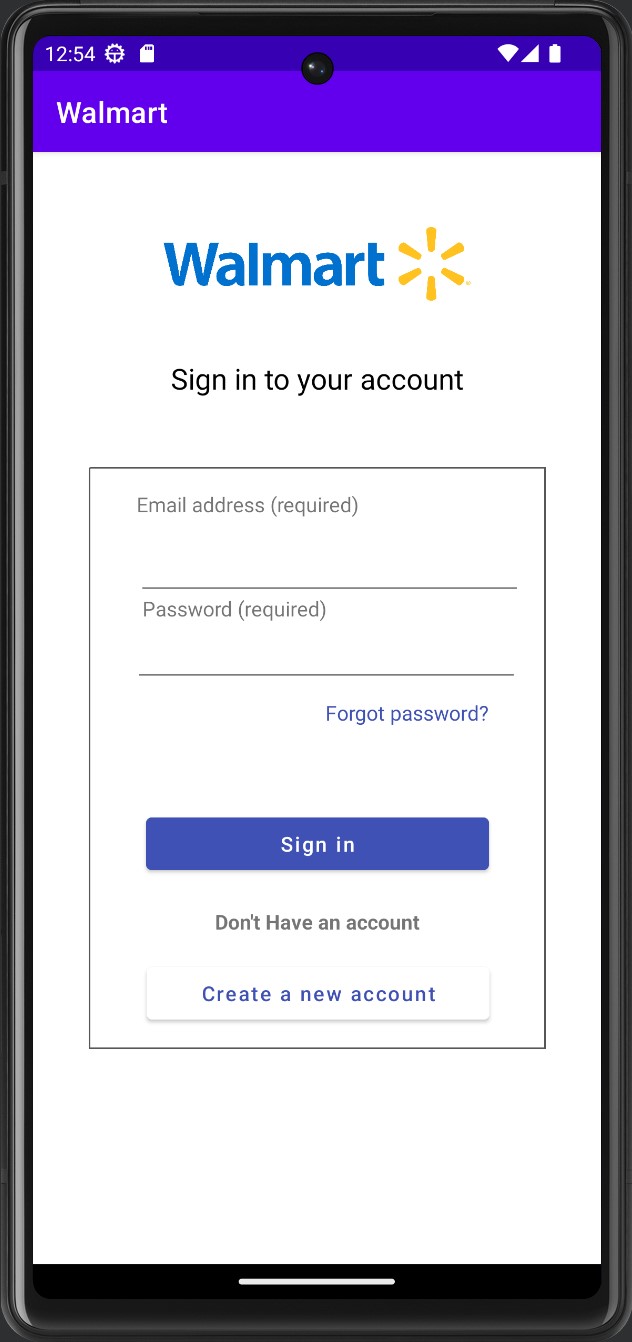 12:54
Walmart
Walmart
Sign in to your account
Email address (required)
Password (required)
Forgot password?
Sign in
Don't Have an account
Create a new account